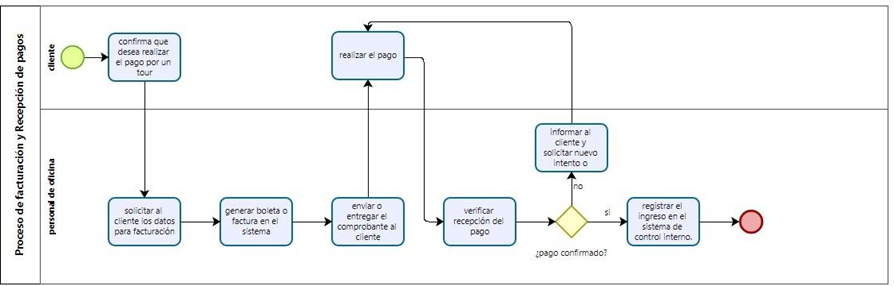 Proceso de facturación y Recepción de pagos
cliente
confirma que
desea realizar
el pago por un
tour
realizar el pago
personal de oficina
solicitar al
cliente los datos
para facturación
generar boleta o
factura en el
sistema
enviar o
entregar el
comprobante al
cliente
verificar
recepción del
pago
¿pago confirmado?
no
informar al
cliente y
solicitar nuevo
intento o
si
registrar el
ingreso en el
sistema de
control interno.